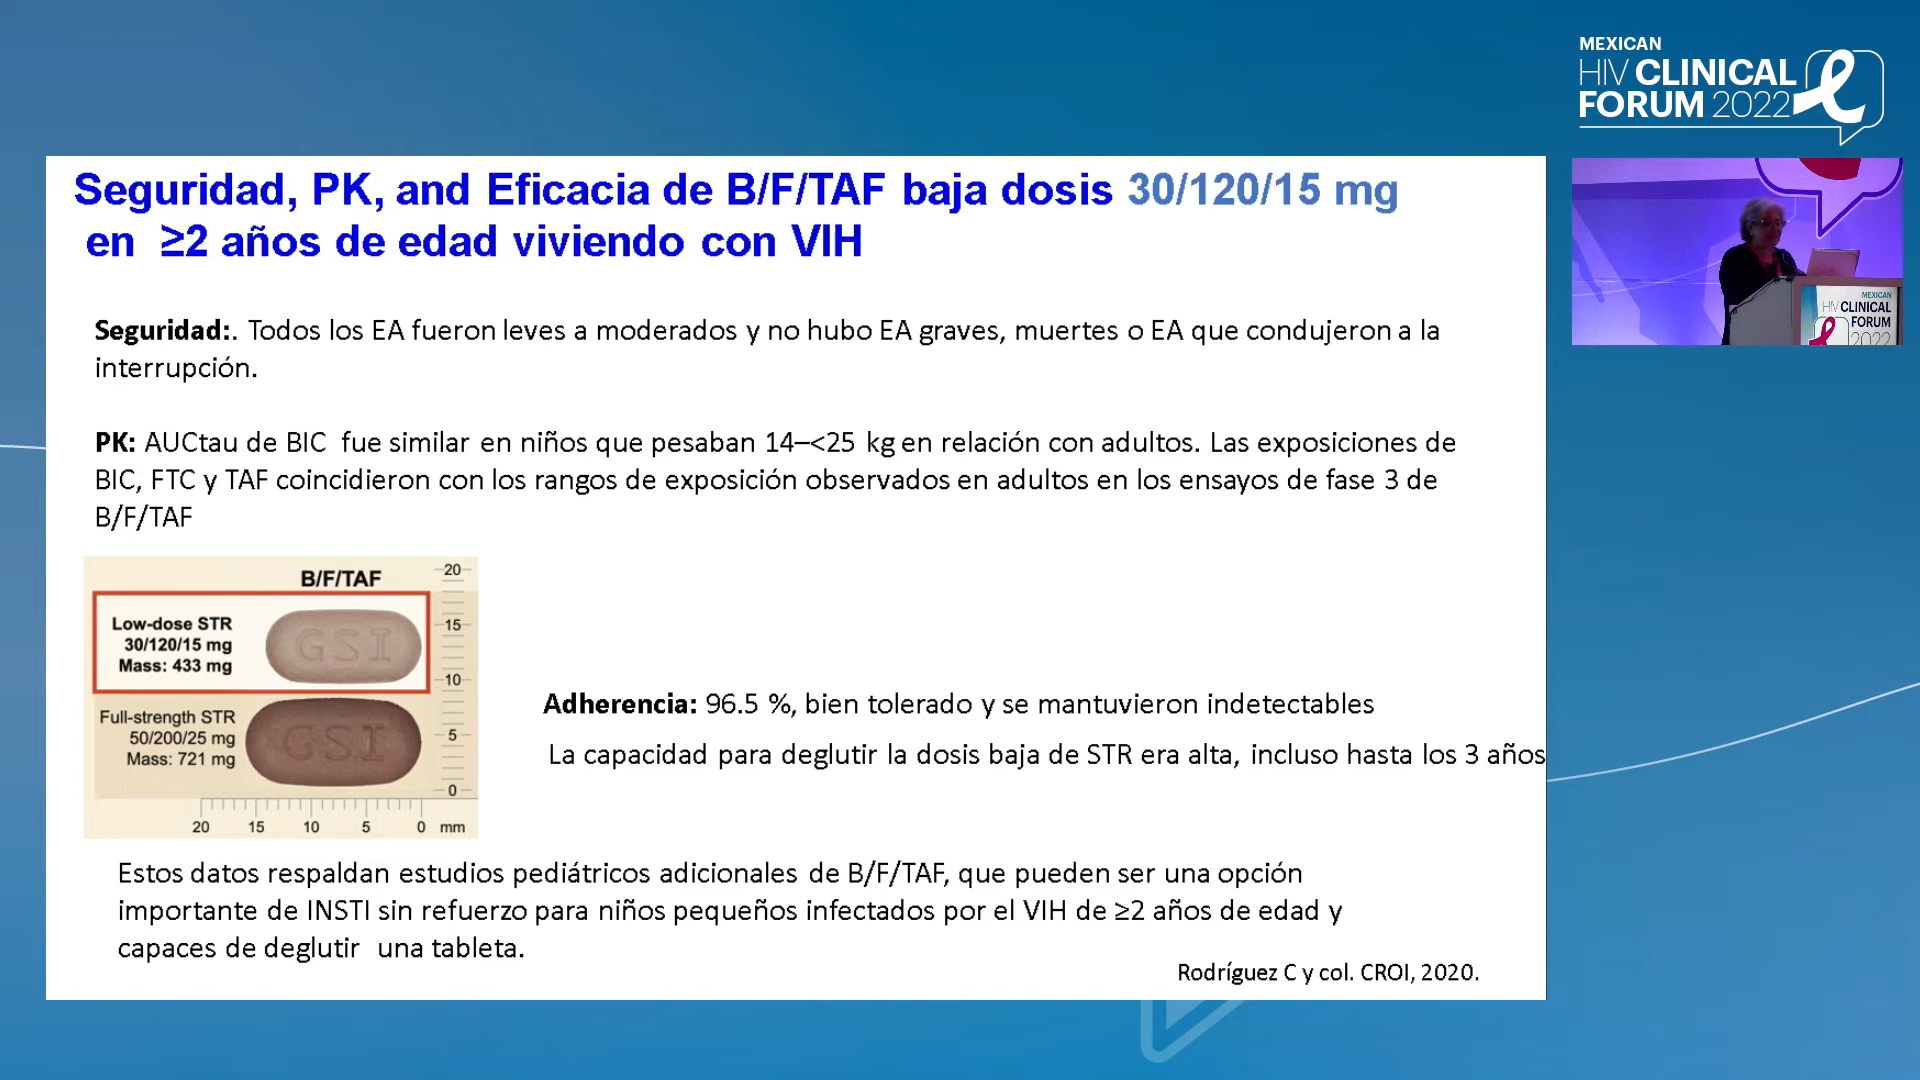 MEXICAN
HIV CLINICAL
FORUM 2022
Seguridad, PK, and Eficacia de B/F/TAF baja dosis 30/120/15 mg
en ≥2 años de edad viviendo con VIH
Seguridad:. Todos los EA fueron leves a moderados y no hubo EA graves, muertes o EA que condujeron a la
interrupción.
PK: AUCtau de BIC fue similar en niños que pesaban 14–<25 kg en relación con adultos. Las exposiciones de
BIC, FTC y TAF coincidieron con los rangos de exposición observados en adultos en los ensayos de fase 3 de
B/F/TAF
B/F/TAF
Low-dose STR
30/120/15 mg
Mass: 433 mg
GSI
Full-strength STR
50/200/25 mg
Mass: 721 mg
GSI
20
15
10
5
0
20 15 10 5 0 mm
Adherencia: 96.5 %, bien tolerado y se mantuvieron indetectables
La capacidad para deglutir la dosis baja de STR era alta, incluso hasta los 3 años
Estos datos respaldan estudios pediátricos adicionales de B/F/TAF, que pueden ser una opción
importante de INSTI sin refuerzo para niños pequeños infectados por el VIH de ≥2 años de edad y
capaces de deglutir una tableta.
Rodríguez C y col. CROI, 2020.
MEXICAN
HIV CLINICAL
FORUM
2022